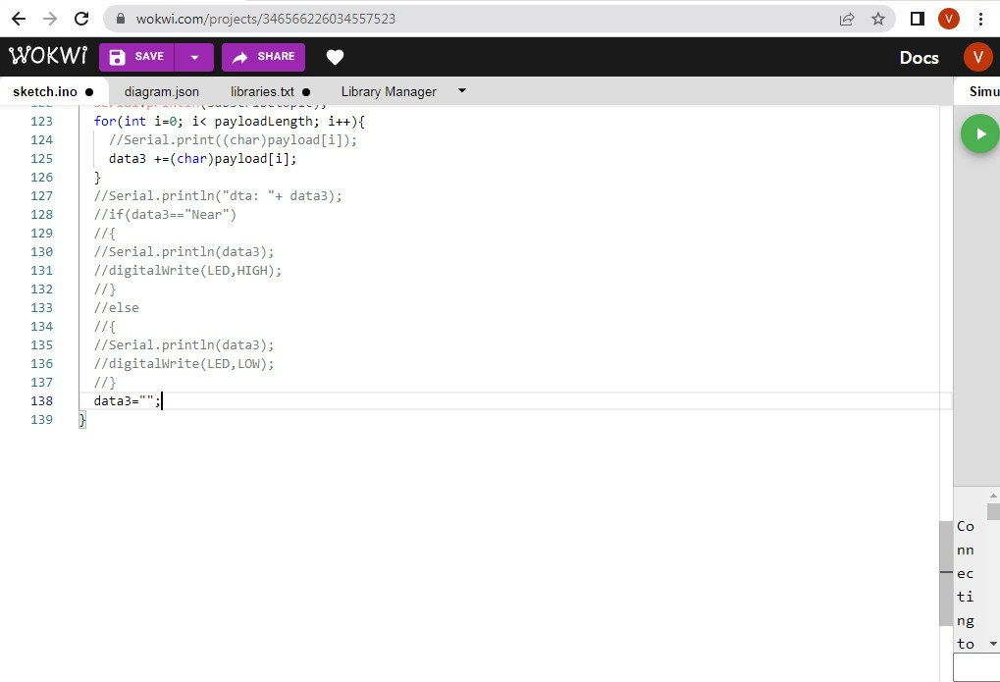 wokwi.com/projects/346566226034557523
V
WOKWi
SAVE
SHARE
Docs
V
sketch.ino
diagram.json
libraries.txt
Library Manager
Simu
122 Serial.println(subscribetopic);
123 for(int i=0; i< payloadLength; i++){
124 //Serial.print((char)payload[i]);
125 data3 +=(char)payload[i];
126 }
127 //Serial.println("dta: "+ data3);
128 //if(data3=="Near")
129 //{
130 //Serial.println(data3);
131 //digitalWrite(LED,HIGH);
132 //}
133 //else
134 //{
135 //Serial.println(data3);
136 //digitalWrite(LED,LOW);
137 //}
138 data3="";
139 }
Co
nn
ec
ti
ng
to